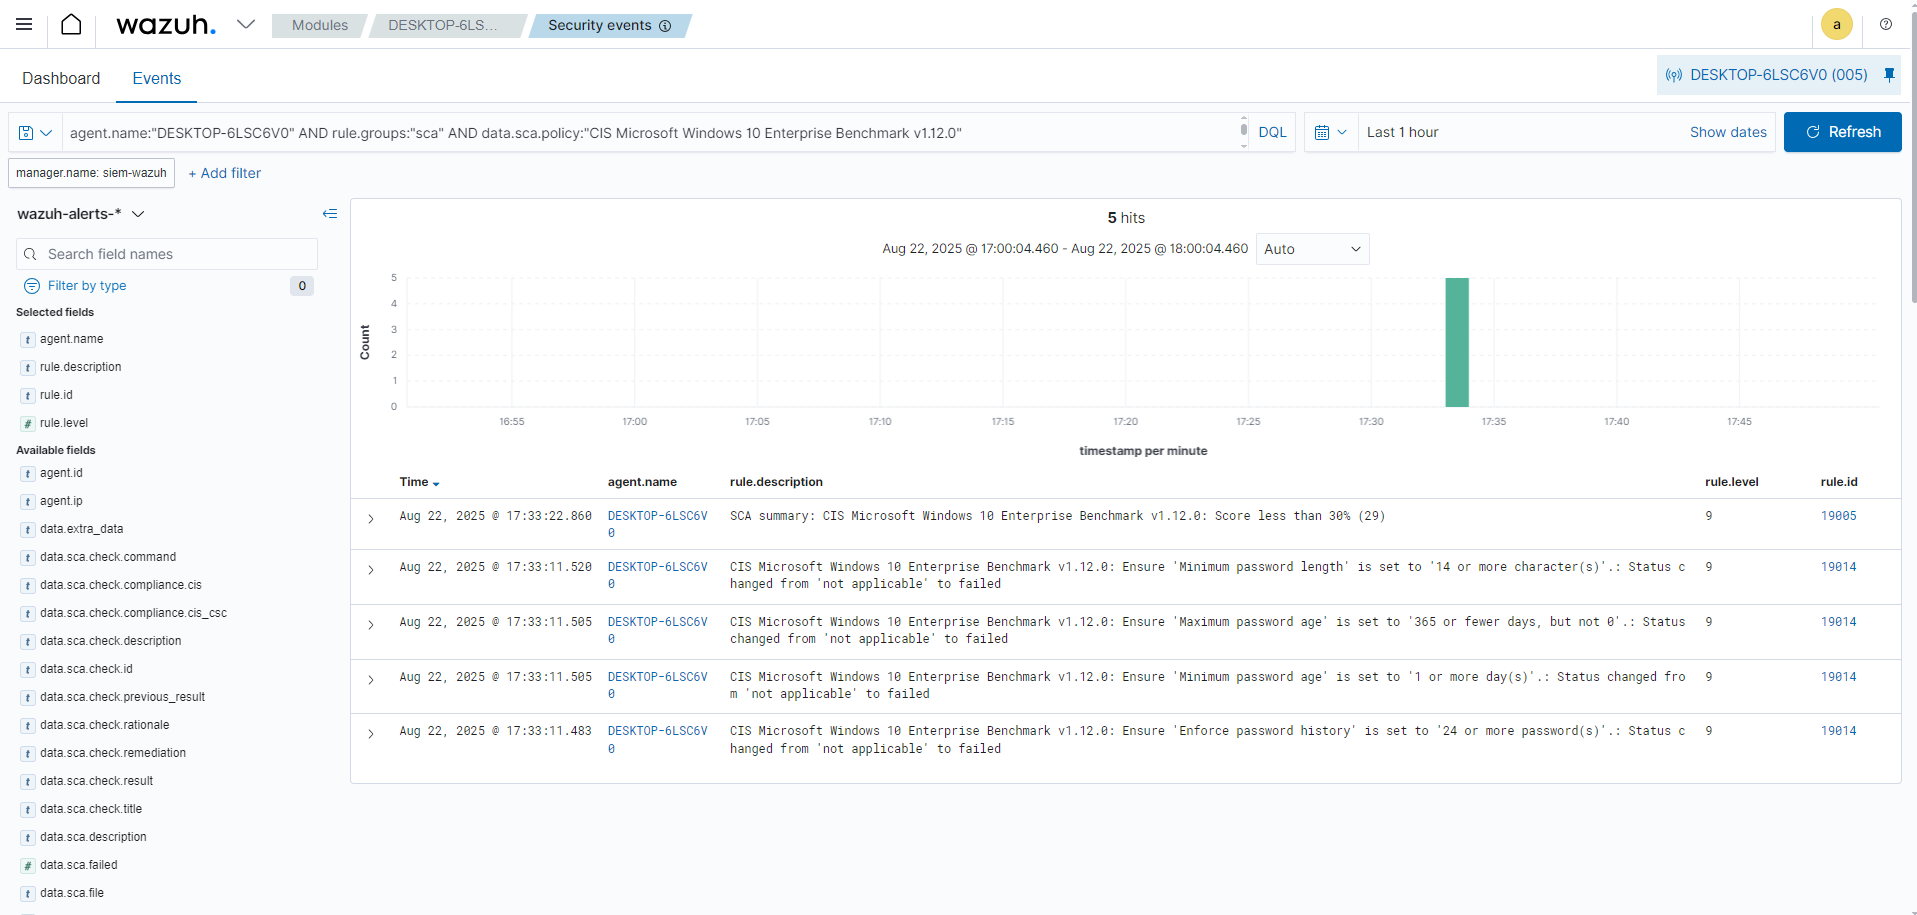 wazuh.
Modules
DESKTOP-6LS...
Security events
a
Dashboard
Events
DESKTOP-6LSC6V0 (005)
agent.name:"DESKTOP-6LSC6V0" AND rule.groups:"sca" AND data.sca.policy:"CIS Microsoft Windows 10 Enterprise Benchmark v1.12.0"
DQL
Last 1 hour
Show dates
Refresh
manager.name: siem-wazuh
+ Add filter
wazuh-alerts-*
Search field names
Filter by type
0
Selected fields
t agent.name
t rule.description
t rule.id
# rule.level
Available fields
t agent.id
t agent.ip
t data.extra_data
t data.sca.check.command
t data.sca.check.compliance.cis
t data.sca.check.compliance.cis_csc
t data.sca.check.description
t data.sca.check.id
t data.sca.check.previous_result
t data.sca.check.rationale
t data.sca.check.remediation
t data.sca.check.result
t data.sca.check.title
t data.sca.description
# data.sca.failed
t data.sca.file
5 hits
Aug 22, 2025 @ 17:00:04.460 - Aug 22, 2025 @ 18:00:04.460
Auto
Count
5
4
3
2
1
0
16:55 17:00 17:05 17:10 17:15 17:20 17:25 17:30 17:35 17:40 17:45
timestamp per minute
Time agent.name rule.description rule.level rule.id
Aug 22, 2025 @ 17:33:22.860 DESKTOP-6LSC6V SCA summary: CIS Microsoft Windows 10 Enterprise Benchmark v1.12.0: Score less than 30% (29) 9 19005
0
Aug 22, 2025 @ 17:33:11.520 DESKTOP-6LSC6V CIS Microsoft Windows 10 Enterprise Benchmark v1.12.0: Ensure 'Minimum password length' is set to '14 or more character(s)'.: Status c 9 19014
0 hanged from 'not applicable' to failed
Aug 22, 2025 @ 17:33:11.505 DESKTOP-6LSC6V CIS Microsoft Windows 10 Enterprise Benchmark v1.12.0: Ensure 'Maximum password age' is set to '365 or fewer days, but not 0'.: Status 9 19014
0 changed from 'not applicable' to failed
Aug 22, 2025 @ 17:33:11.505 DESKTOP-6LSC6V CIS Microsoft Windows 10 Enterprise Benchmark v1.12.0: Ensure 'Minimum password age' is set to '1 or more day(s)'.: Status changed fro 9 19014
0 m 'not applicable' to failed
Aug 22, 2025 @ 17:33:11.483 DESKTOP-6LSC6V CIS Microsoft Windows 10 Enterprise Benchmark v1.12.0: Ensure 'Enforce password history' is set to '24 or more password(s)'.: Status c 9 19014
0 hanged from 'not applicable' to failed